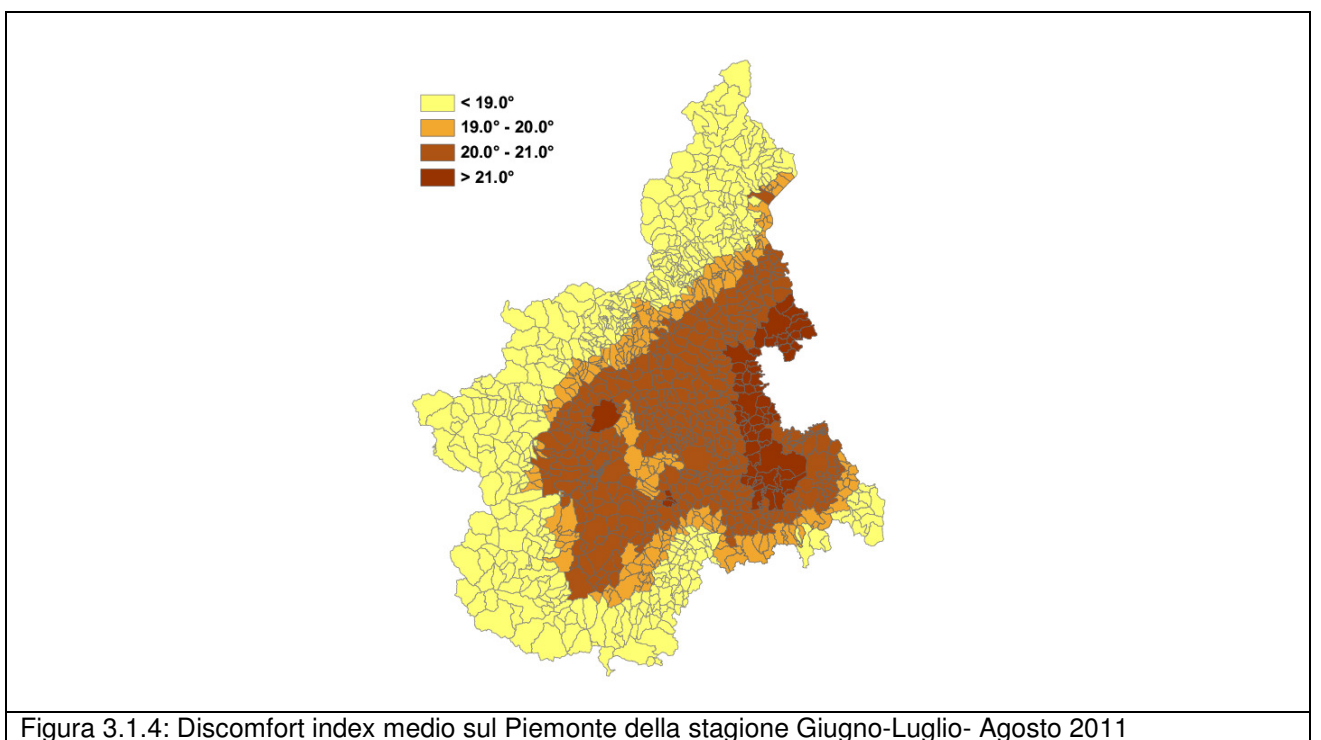 < 19.0°
19.0° - 20.0°
20.0° - 21.0°
> 21.0°
Figura 3.1.4: Discomfort index medio sul Piemonte della stagione Giugno-Luglio- Agosto 2011